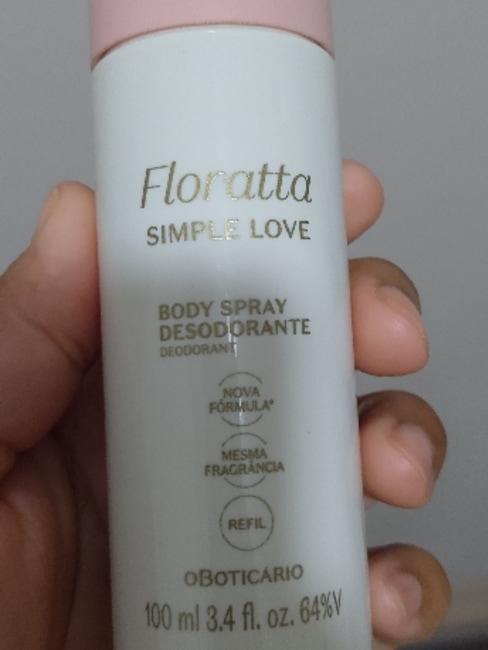 Floratta
SIMPLE LOVE
BODY SPRAY
DESODORANTE
DEODORANT
NOVA
FÓRMULA*
MESMA
FRAGRÂNCIA
REFIL
oBOTICÁRIO
100 ml 3.4 fl. oz. 64%V